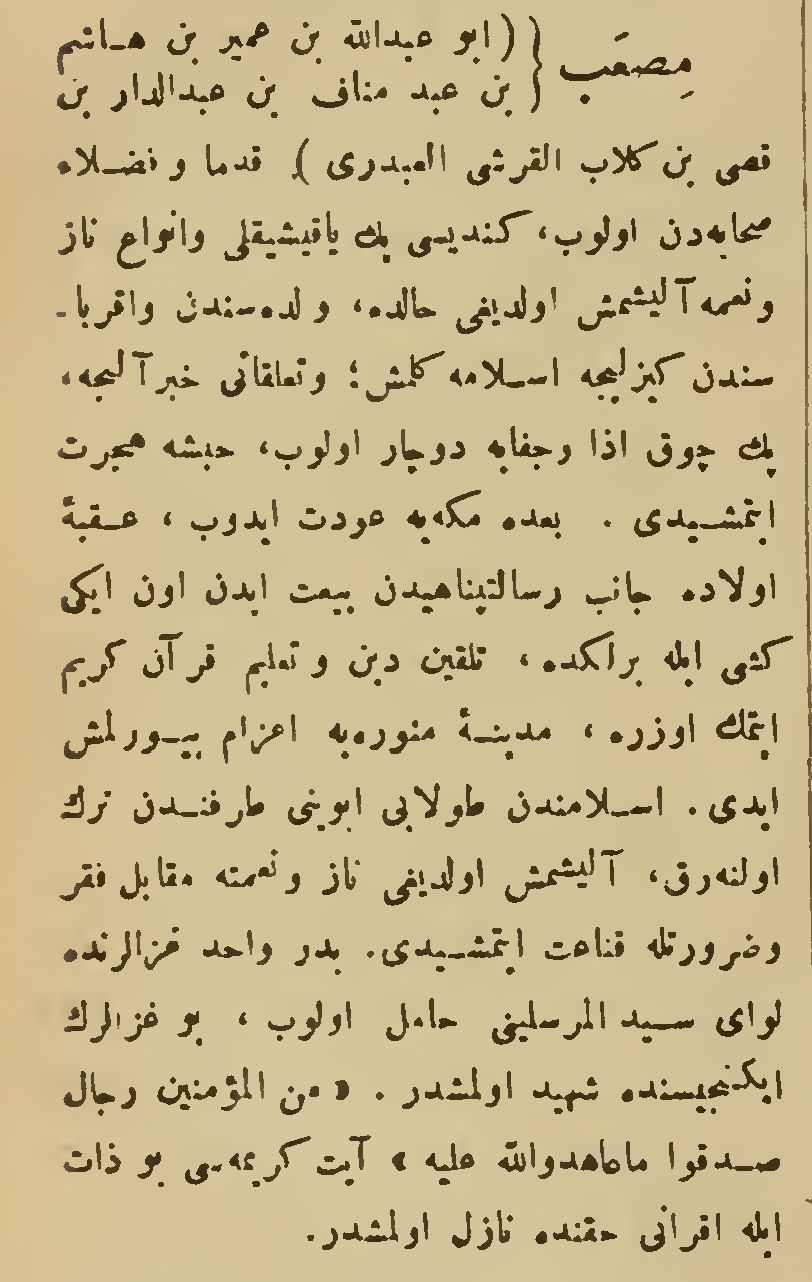 مِصعَب { (ابو عبدالله بن عمیر بن هاشم
بن عبد مناف بن عبدالدار بن
قصی بن کلاب القرشی العبدری ) قدما و فضلاء
صحابه‌دن اولوب، کندیسی پك یاقیشیقلی وانواع ناز
ونعمه آلیشمش اولدیغی حالده، والده‌سندن واقربا-
سندن کیزلیجه اسلامه کلمش؛ وتعلقاتی خبر آلیجه،
پك چوق اذا وجفایه دوچار اولوب، حبشه هجرت
ایتمشیدی . بعده مکه‌یه عودت ایدوب ، عقبهٔ
اولاده جانب رسالتپناهیدن بیعت ایدن اون ایکی
کشی ایله برلکده، تلقین دین و تعلیم قرآن کریم
ایتمك اوزره ، مدینهٔ منوره‌یه اعزام بیورلمش
ایدی. اسلامندن طولایی ابوینی طرفندن ترك
اولنه‌رق، آلیشمش اولدیغی ناز ونعمته مقابل فقر
وضرورتله قناعت ایتمشیدی. بدر واحد غزالرنده
لوای سید المرسلینی حامل اولوب ، بو غزالرك
ایکنجیسنده شهید اولمشدر . « من المؤمنین رجال
صدقوا ماعاهدوالله علیه » آیت کریمه‌سی بو ذات
ایله اقرانی حقنده نازل اولمشدر.